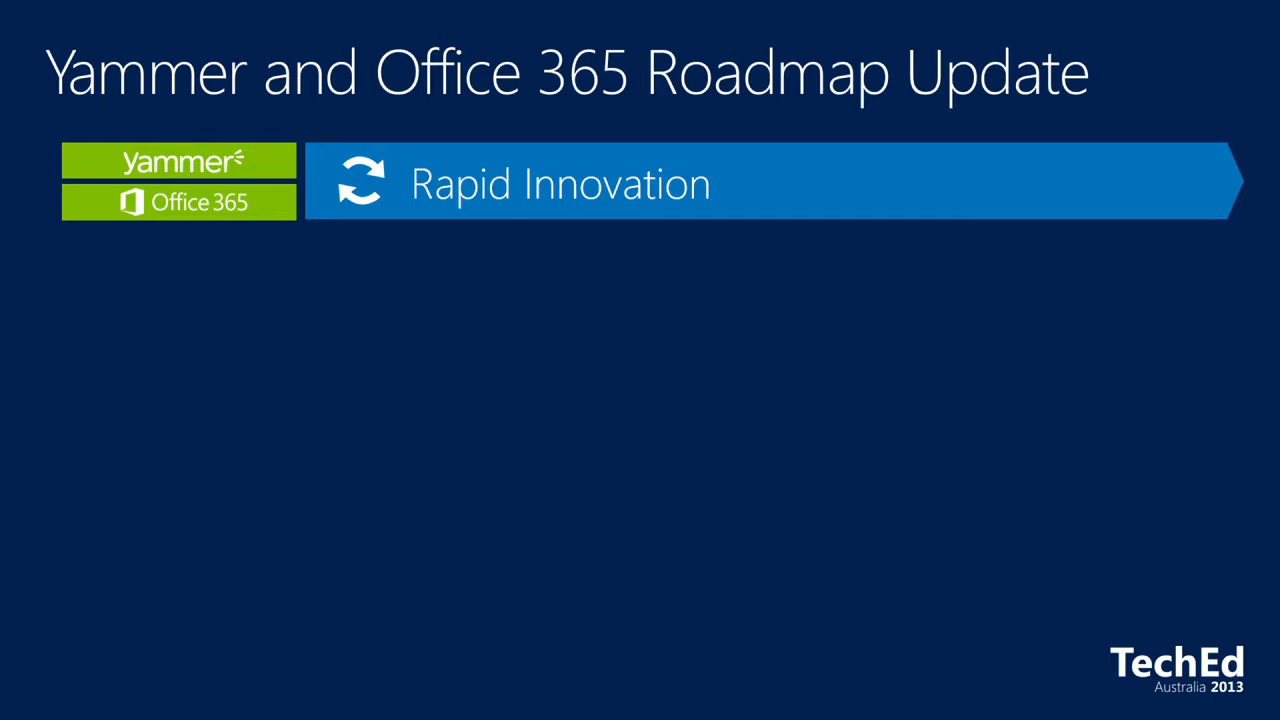 Yammer and Office 365 Roadmap Update
yammer
Office 365
Rapid Innovation
TechEd
Australia 2013